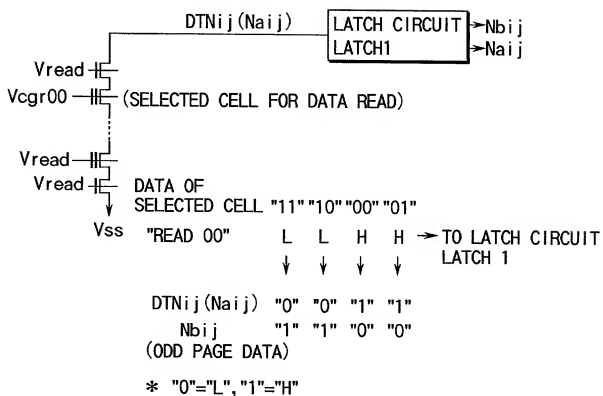 DTNij(Naij)
LATCH CIRCUIT
LATCH1
Nbij
Naij
Vread
Vcgr00 (SELECTED CELL FOR DATA READ)
Vread
Vread
Vss
DATA OF
SELECTED CELL "11" "10" "00" "01"
"READ 00" L L H H TO LATCH CIRCUIT
LATCH 1
DTNij(Naij) "0" "0" "1" "1"
Nbij "1" "1" "0" "0"
(ODD PAGE DATA)
* "0"="L","1"="H"